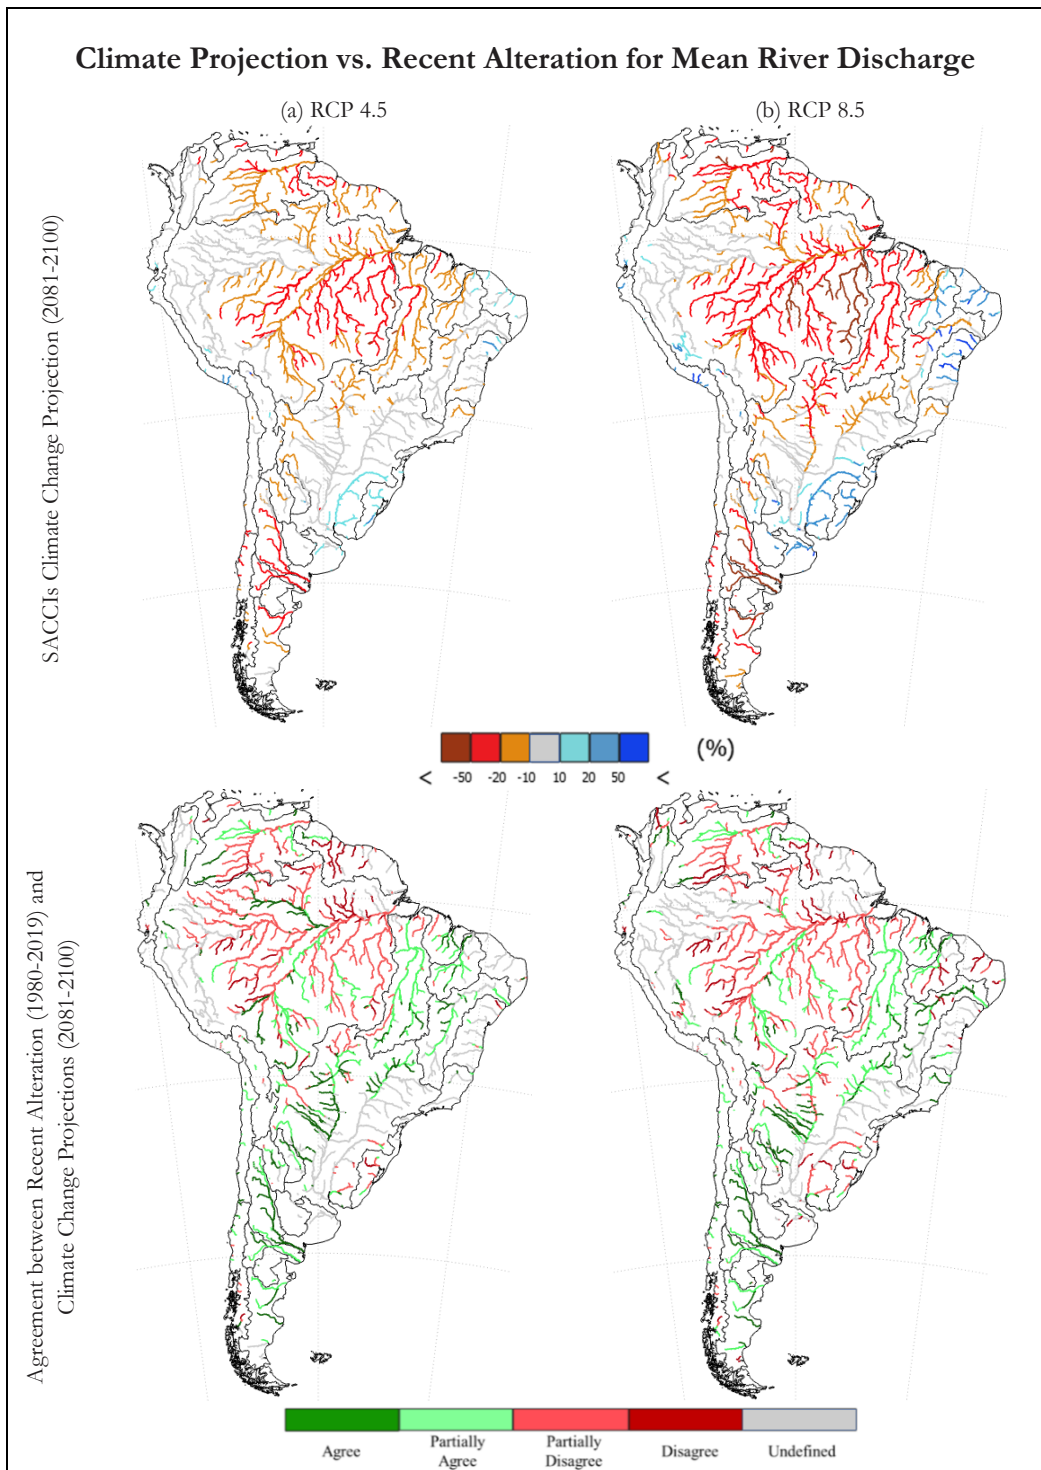 Climate Projection vs. Recent Alteration for Mean River Discharge
(a) RCP 4.5
(b) RCP 8.5
SACCIs Climate Change Projection (2081-2100)
(%)
< -50 -20 -10 10 20 50 <
Agreement between Recent Alteration (1980-2019) and
Climate Change Projections (2081-2100)
Agree
Partially
Agree
Partially
Disagree
Disagree
Undefined